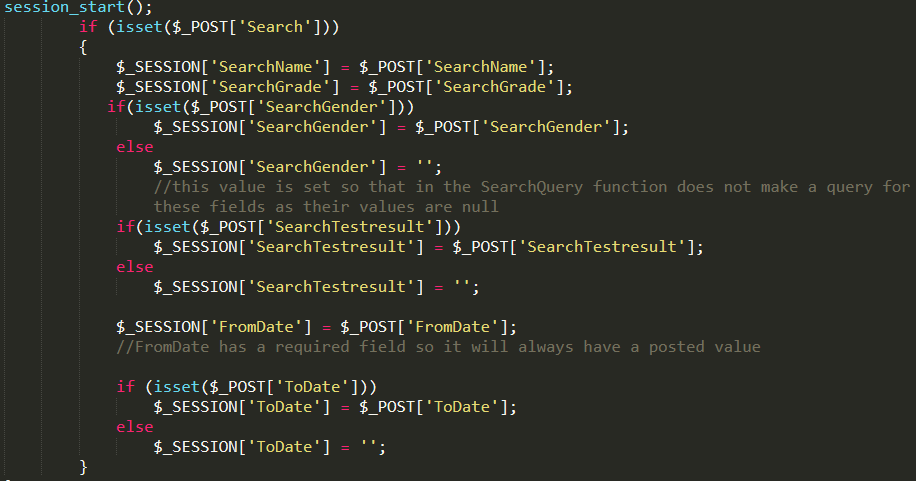 session_start();
if (isset($_POST['Search']))
{
$_SESSION['SearchName'] = $_POST['SearchName'];
$_SESSION['SearchGrade'] = $_POST['SearchGrade'];
if(isset($_POST['SearchGender']))
$_SESSION['SearchGender'] = $_POST['SearchGender'];
else
$_SESSION['SearchGender'] = '';
//this value is set so that in the SearchQuery function does not make a query for
these fields as their values are null
if(isset($_POST['SearchTestresult']))
$_SESSION['SearchTestresult'] = $_POST['SearchTestresult'];
else
$_SESSION['SearchTestresult'] = '';
$_SESSION['FromDate'] = $_POST['FromDate'];
//FromDate has a required field so it will always have a posted value
if (isset($_POST['ToDate']))
$_SESSION['ToDate'] = $_POST['ToDate'];
else
$_SESSION['ToDate'] = '';
}